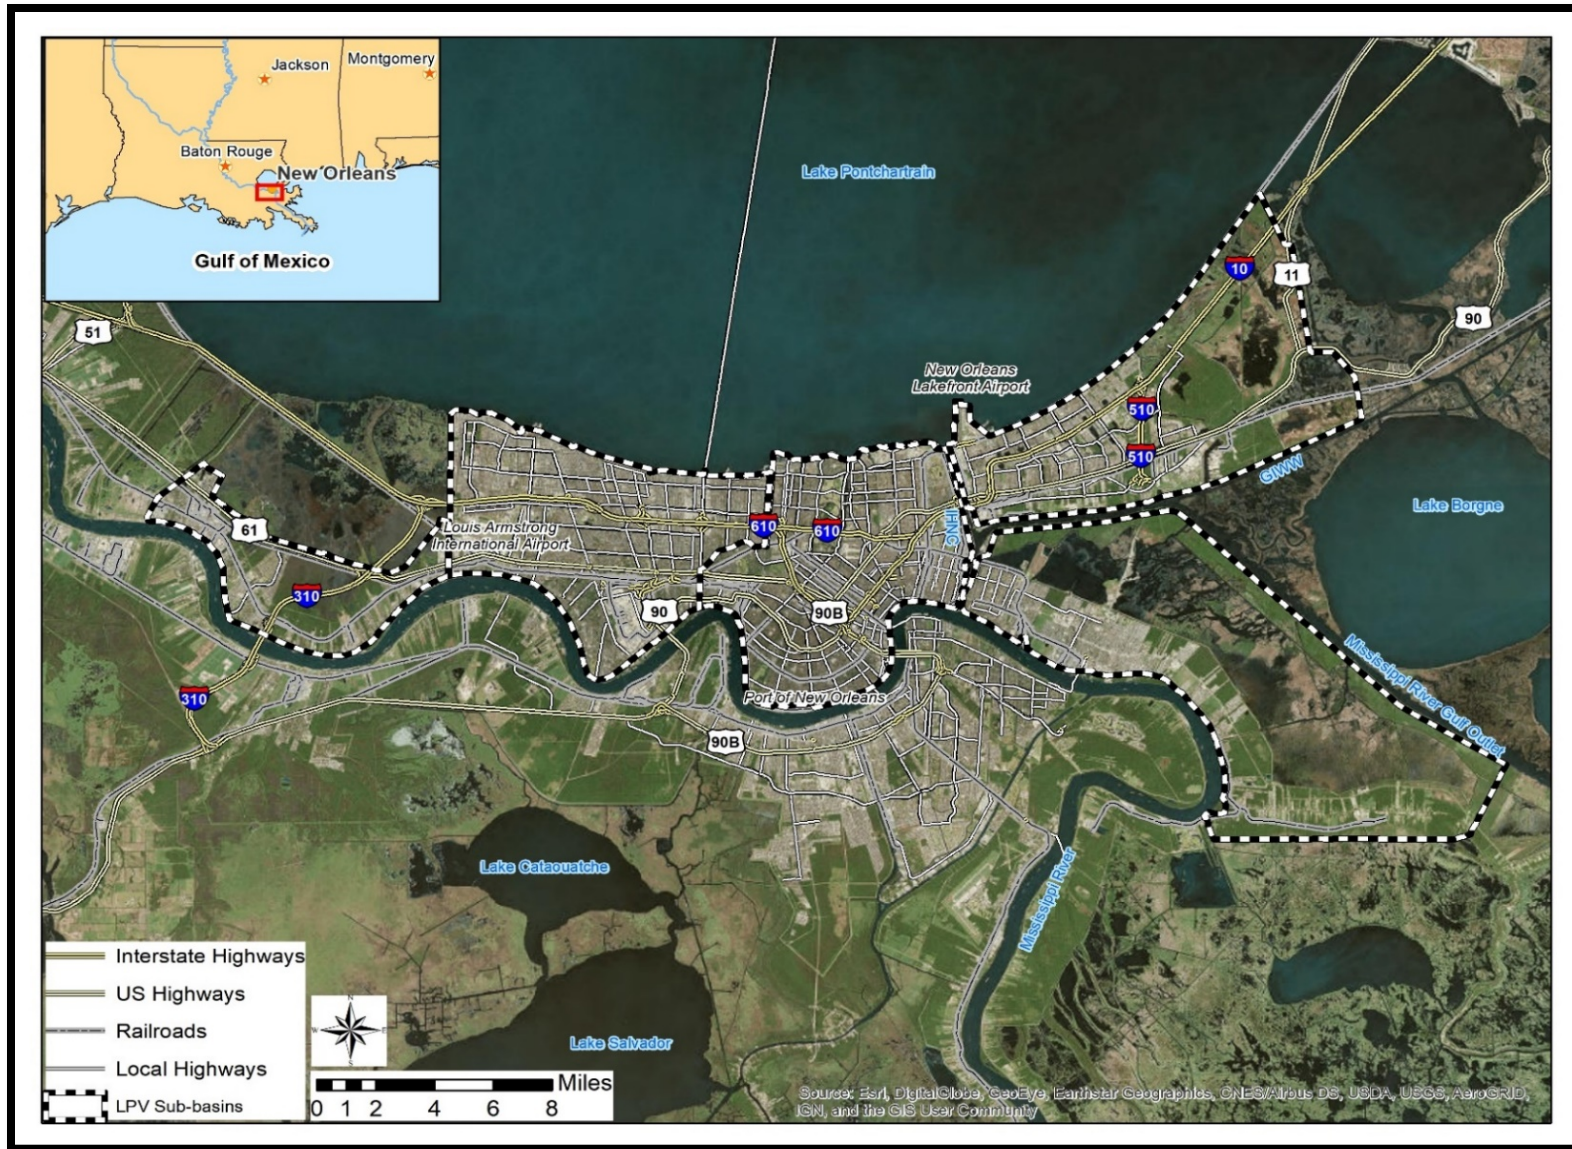 Jackson
Montgomery
Baton Rouge
New Orleans
Gulf of Mexico
Lake Pontchartrain
10
11
51
90
New Orleans
Lakefront Airport
510
510
GIWW
Lake Borgne
61
Louis Armstrong
International Airport
610
610
IHNC
310
90
90B
310
Port of New Orleans
90B
Mississippi River Gulf Outlet
Lake Cataouatche
Mississippi River
Lake Salvador
Interstate Highways
US Highways
Railroads
Local Highways
LPV Sub-basins
N
W E
S
Miles
0 1 2 4 6 8
Source: Esri, DigitalGlobe, GeoEye, Earthstar Geographics, CNES/Airbus DS, USDA, USGS, AeroGRID,
IGN, and the GIS User Community